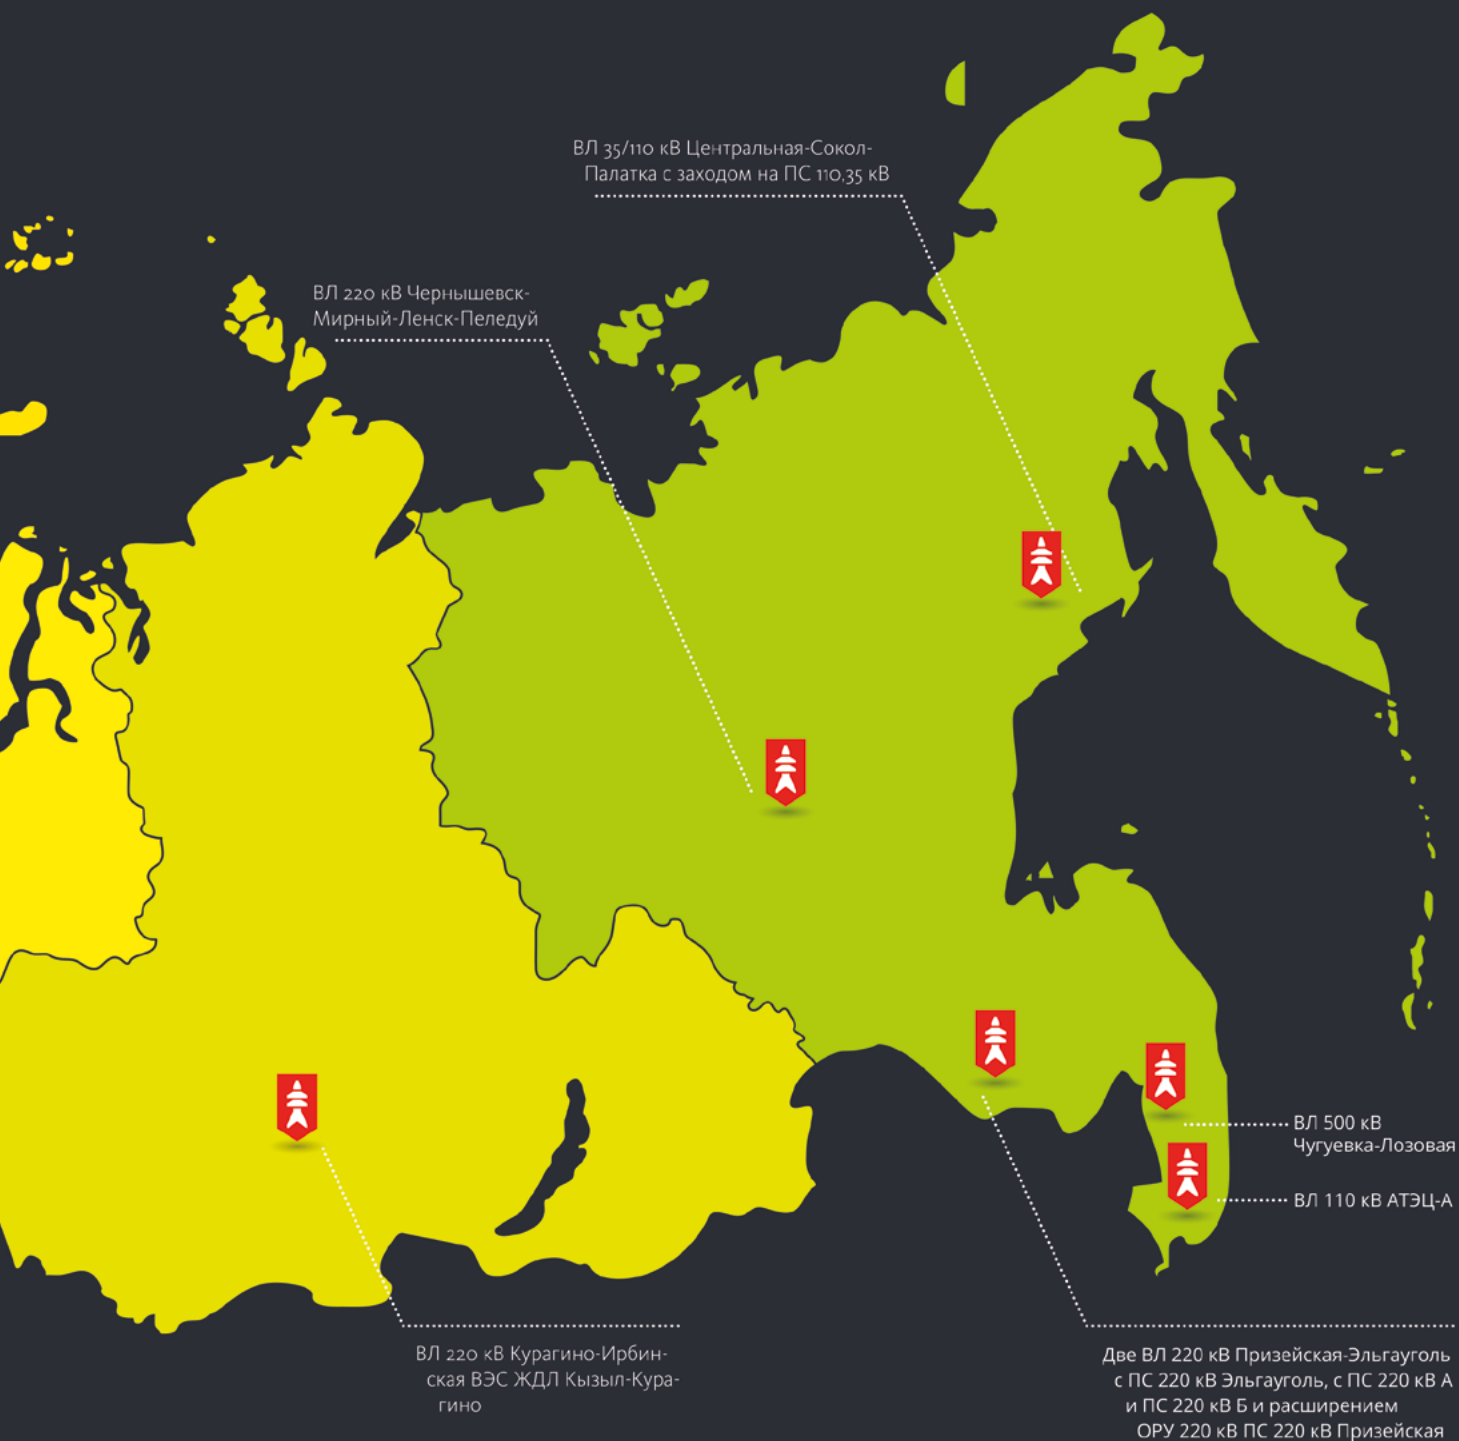 ВЛ 35/110 кВ Центральная-Сокол-
Палатка с заходом на ПС 110,35 кВ
ВЛ 220 кВ Чернышевск-
Мирный-Ленск-Пеледуй
ВЛ 500 кВ
Чугуевка-Лозовая
ВЛ 110 кВ АТЭЦ-А
ВЛ 220 кВ Курагино-Ирбин-
ская ВЭС ЖДЛ Кызыл-Кура-
гино
Две ВЛ 220 кВ Призейская-Эльгауголь
с ПС 220 кВ Эльгауголь, с ПС 220 кВ А
и ПС 220 кВ Б и расширением
ОРУ 220 кВ ПС 220 кВ Призейская